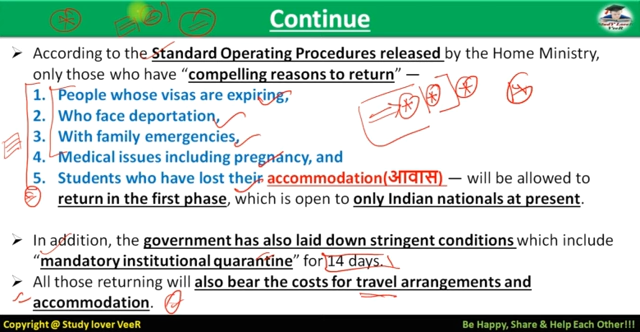 Continue
STUDY LOVER
VEER
➢ According to the Standard Operating Procedures released by the Home Ministry,
only those who have “compelling reasons to return” —
1. People whose visas are expiring,
2. Who face deportation,
3. With family emergencies,
4. Medical issues including pregnancy, and
5. Students who have lost their accommodation(आवास) — will be allowed to
return in the first phase, which is open to only Indian nationals at present.
➢ In addition, the government has also laid down stringent conditions which include
“mandatory institutional quarantine” for 14 days.
➢ All those returning will also bear the costs for travel arrangements and
accommodation.
Copyright @ Study lover VeeR
Be Happy, Share & Help Each Other!!!